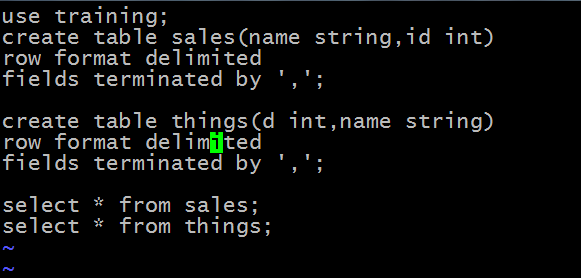 use training;
create table sales(name string,id int)
row format delimited
fields terminated by ',';

create table things(d int,name string)
row format delimited
fields terminated by ',';

select * from sales;
select * from things;
~
~